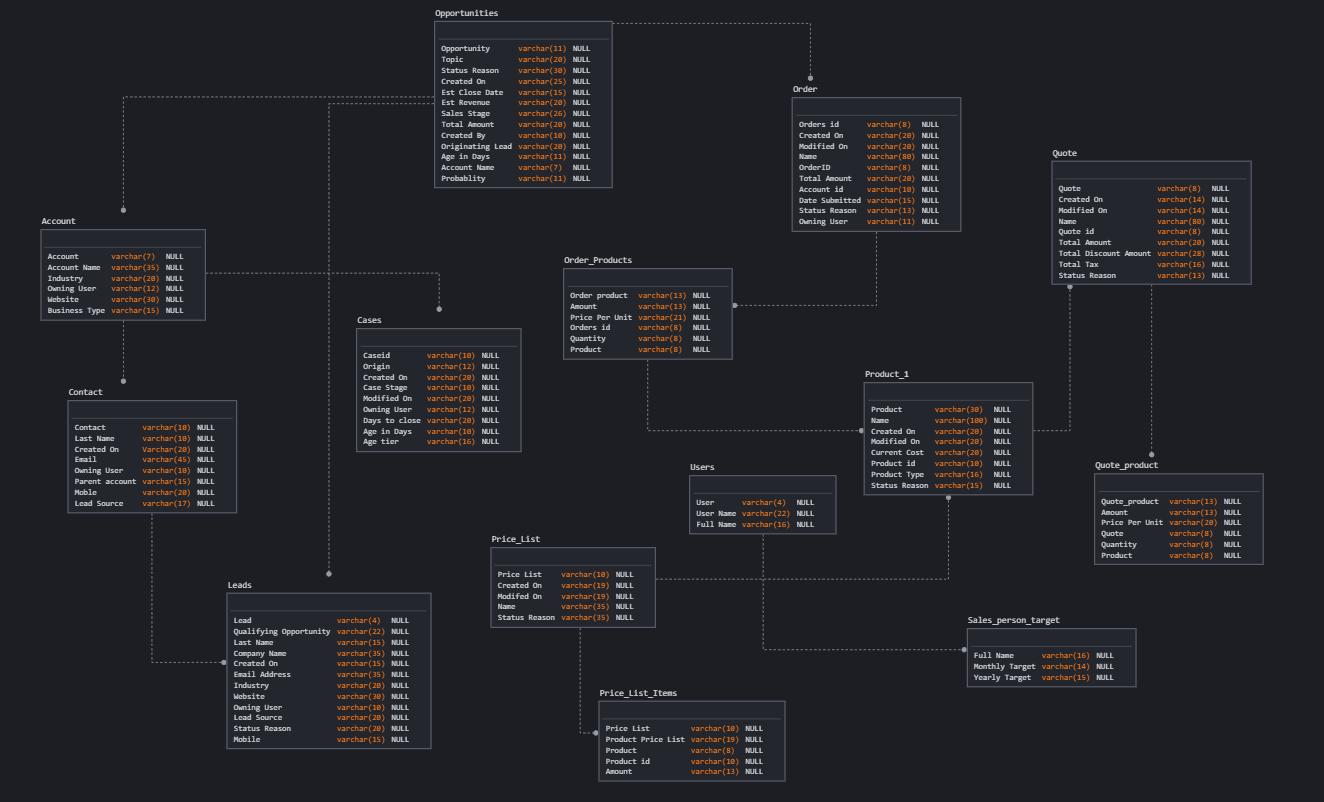 Opportunities
Opportunity varchar(11) NULL
Topic varchar(20) NULL
Status Reason varchar(30) NULL
Created On varchar(25) NULL
Est Close Date varchar(15) NULL
Est Revenue varchar(20) NULL
Sales Stage varchar(26) NULL
Total Amount varchar(20) NULL
Created By varchar(10) NULL
Originating Lead varchar(20) NULL
Age in Days varchar(11) NULL
Account Name varchar(7) NULL
Probablity varchar(11) NULL
Order
Orders id varchar(8) NULL
Created On varchar(20) NULL
Modified On varchar(20) NULL
Name varchar(80) NULL
OrderID varchar(8) NULL
Total Amount varchar(20) NULL
Account id varchar(10) NULL
Date Submitted varchar(15) NULL
Status Reason varchar(13) NULL
Owning User varchar(11) NULL
Quote
Quote varchar(8) NULL
Created On varchar(14) NULL
Modified On varchar(14) NULL
Name varchar(80) NULL
Quote id varchar(8) NULL
Total Amount varchar(20) NULL
Total Discount Amount varchar(28) NULL
Total Tax varchar(16) NULL
Status Reason varchar(13) NULL
Account
Account varchar(7) NULL
Account Name varchar(35) NULL
Industry varchar(20) NULL
Owning User varchar(12) NULL
Website varchar(30) NULL
Business Type varchar(15) NULL
Order_Products
Order product varchar(13) NULL
Amount varchar(13) NULL
Price Per Unit varchar(21) NULL
Orders id varchar(8) NULL
Quantity varchar(8) NULL
Product varchar(8) NULL
Cases
Caseid varchar(10) NULL
Origin varchar(12) NULL
Created On varchar(20) NULL
Case Stage varchar(10) NULL
Modified On varchar(20) NULL
Owning User varchar(12) NULL
Days to close varchar(20) NULL
Age in Days varchar(10) NULL
Age tier varchar(16) NULL
Product_1
Product varchar(30) NULL
Name varchar(100) NULL
Created On varchar(20) NULL
Modified On varchar(20) NULL
Current Cost varchar(20) NULL
Product id varchar(10) NULL
Product Type varchar(16) NULL
Status Reason varchar(15) NULL
Contact
Contact varchar(10) NULL
Last Name varchar(10) NULL
Created On varchar(20) NULL
Email varchar(45) NULL
Owning User varchar(10) NULL
Parent account varchar(15) NULL
Moble varchar(20) NULL
Lead Source varchar(17) NULL
Users
User varchar(4) NULL
User Name varchar(22) NULL
Full Name varchar(16) NULL
Quote_product
Quote_product varchar(13) NULL
Amount varchar(13) NULL
Price Per Unit varchar(20) NULL
Quote varchar(8) NULL
Quantity varchar(8) NULL
Product varchar(8) NULL
Price_List
Price List varchar(10) NULL
Created On varchar(19) NULL
Modifed On varchar(19) NULL
Name varchar(35) NULL
Status Reason varchar(35) NULL
Leads
Lead varchar(4) NULL
Qualifying Opportunity varchar(22) NULL
Last Name varchar(15) NULL
Company Name varchar(35) NULL
Created On varchar(15) NULL
Email Address varchar(35) NULL
Industry varchar(20) NULL
Website varchar(30) NULL
Owning User varchar(10) NULL
Lead Source varchar(20) NULL
Status Reason varchar(20) NULL
Mobile varchar(15) NULL
Sales_person_target
Full Name varchar(16) NULL
Monthly Target varchar(14) NULL
Yearly Target varchar(15) NULL
Price_List_Items
Price List varchar(10) NULL
Product Price List varchar(19) NULL
Product varchar(8) NULL
Product id varchar(10) NULL
Amount varchar(13) NULL